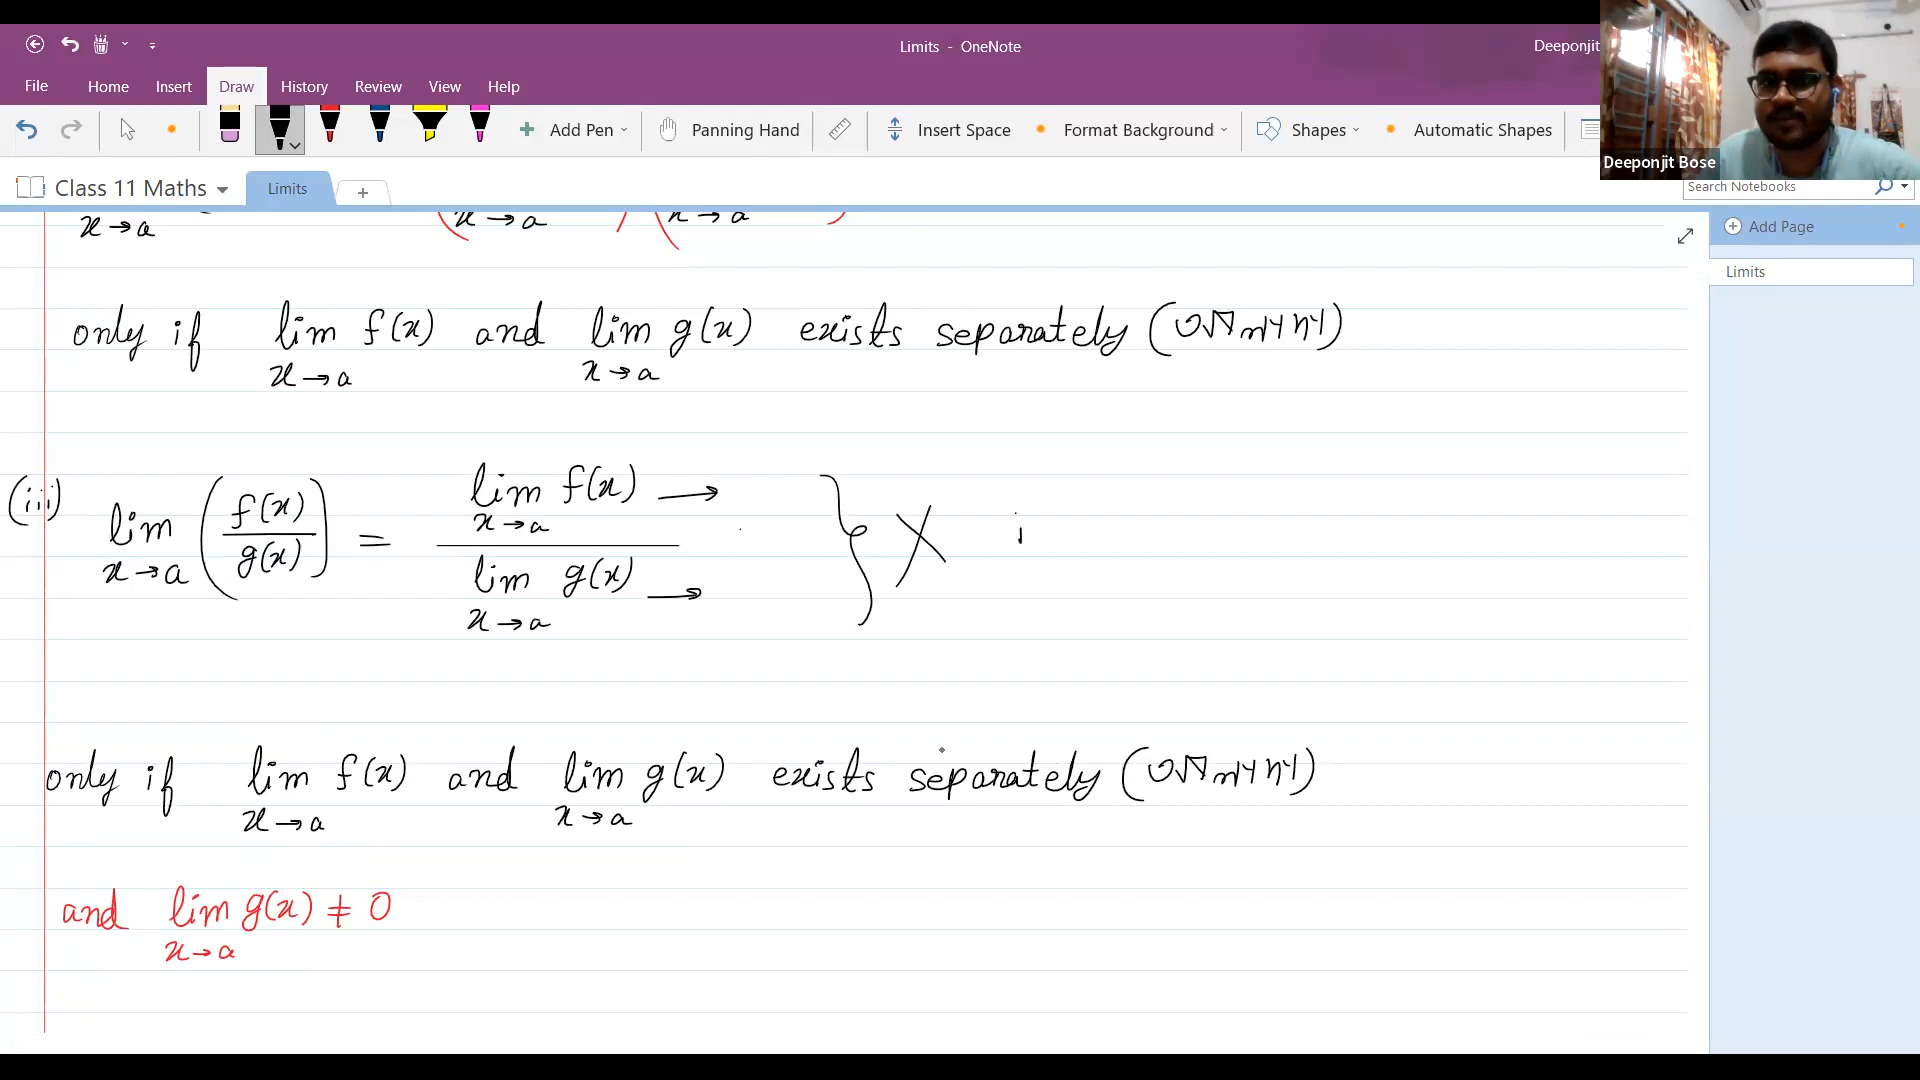 Limits - OneNote
Deeponjit
File Home Insert Draw History Review View Help
Add Pen Panning Hand Insert Space Format Background Shapes Automatic Shapes
Deeponjit Bose
Class 11 Maths Limits +
Search Notebooks
Add Page
Limits
x→a x→a x→a
only if lim f(x) and lim g(x) exists separately
x→a x→a
(iii) lim (f(x)/g(x)) = lim f(x) → / lim g(x) → } X i
x→a x→a x→a
only if lim f(x) and lim g(x) exists separately
x→a x→a
and lim g(x) ≠ 0
x→a